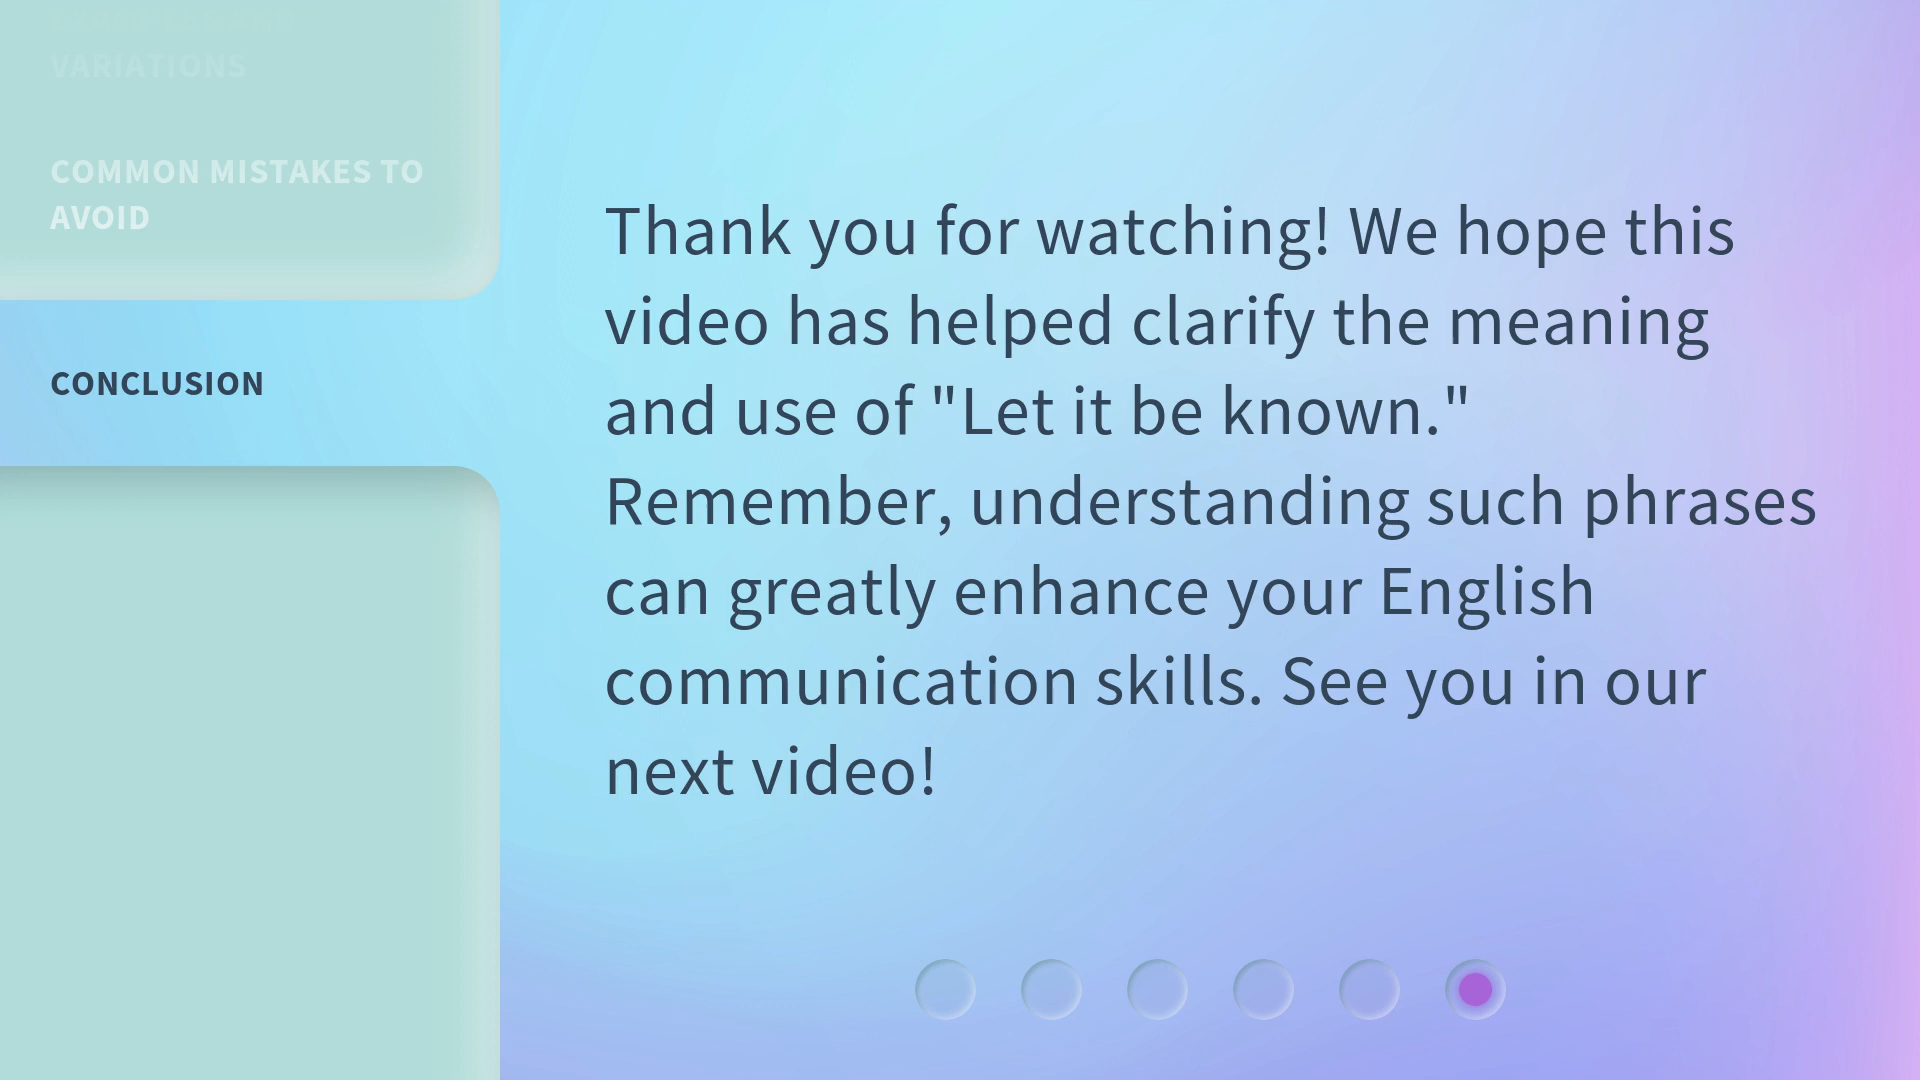 VARIATIONS
COMMON MISTAKES TO
AVOID
CONCLUSION
Thank you for watching! We hope this
video has helped clarify the meaning
and use of "Let it be known."
Remember, understanding such phrases
can greatly enhance your English
communication skills. See you in our
next video!